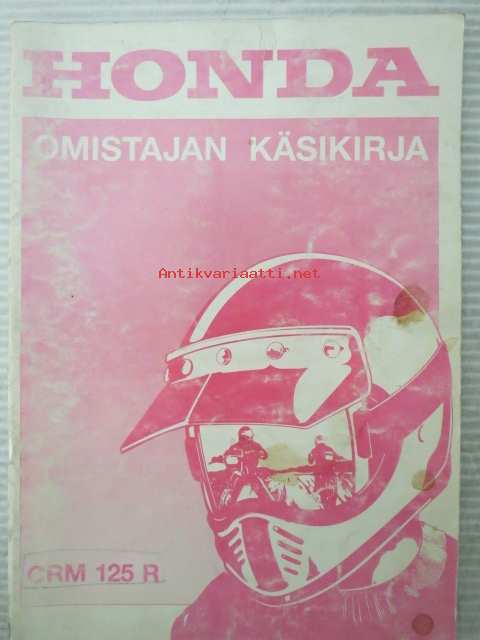 HONDA
OMISTAJAN KÄSIKIRJA
Antikvariaatti.net
CRM 125 R